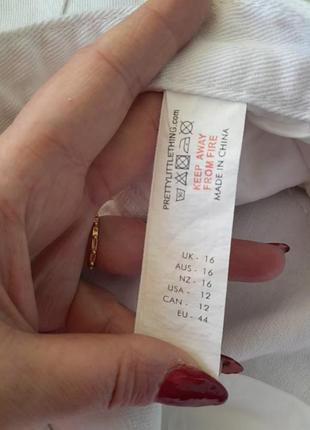 PRETTYLITTLETHING.com
KEEP AWAY
FROM FIRE
MADE IN CHINA
UK - 16
AUS - 16
NZ - 16
USA - 12
CAN - 12
EU - 44